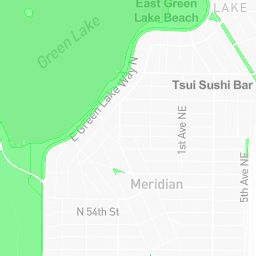 East Green
Lake Beach
LAKE
Green Lake
E Green Lake Way N
Tsui Sushi Bar
1st Ave NE
5th Ave NE
Meridian
N 54th St